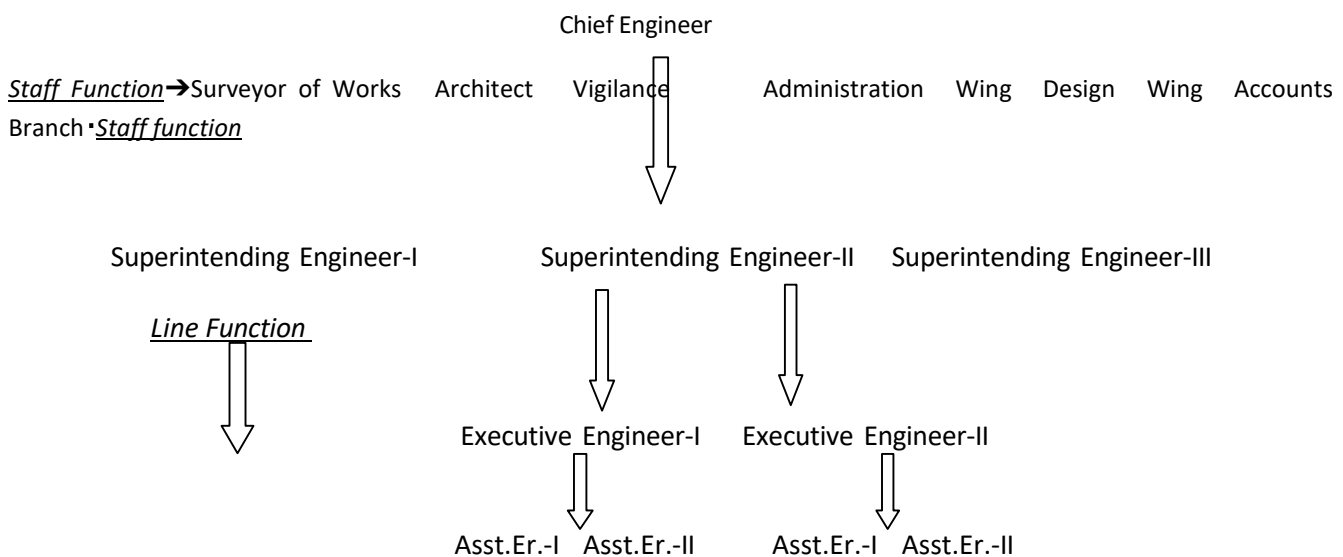 Chief Engineer
Staff Function➔Surveyor of Works Architect Vigilance Administration Wing Design Wing Accounts
Branch·Staff function
Superintending Engineer-I Superintending Engineer-II Superintending Engineer-III
Line Function
Executive Engineer-I Executive Engineer-II
Asst.Er.-I Asst.Er.-II Asst.Er.-I Asst.Er.-II